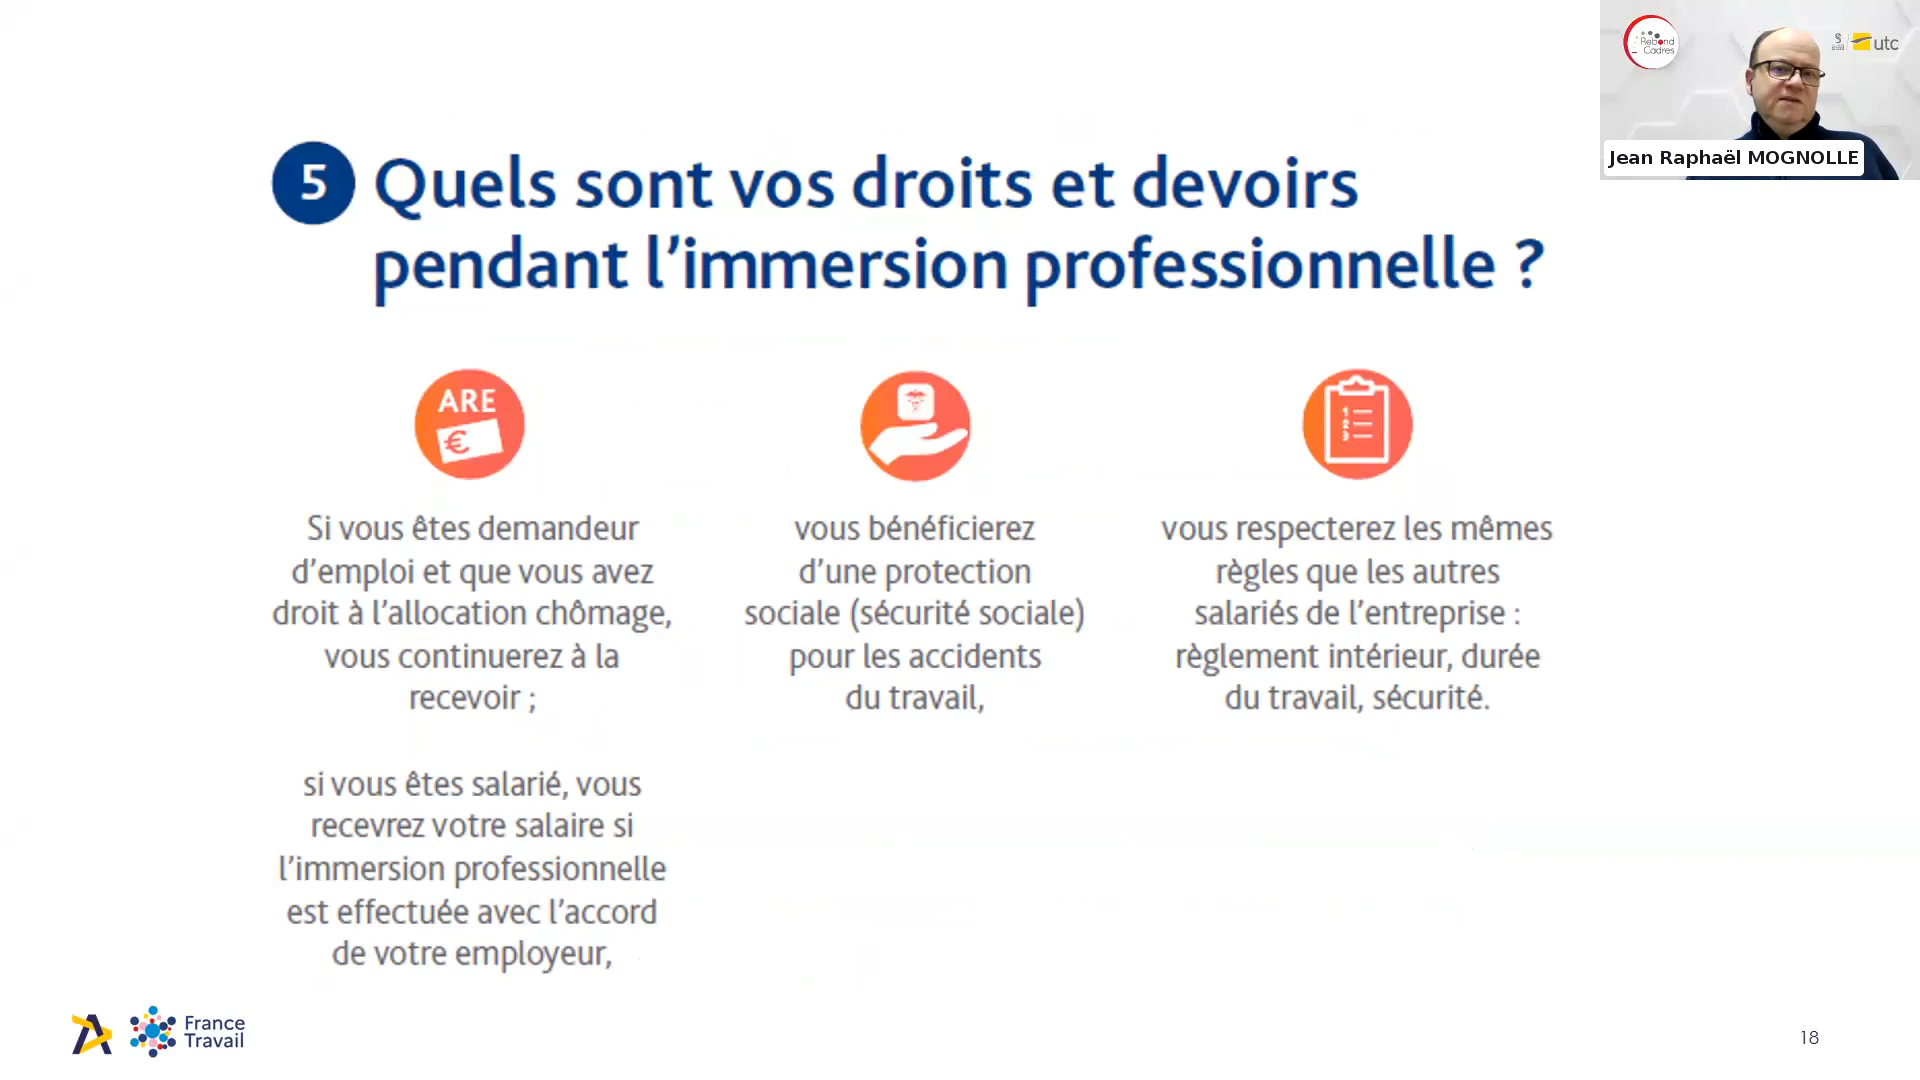 Rebond
Cadres
utc
Jean Raphaël MOGNOLLE
5 Quels sont vos droits et devoirs
pendant l’immersion professionnelle ?
ARE
€
Si vous êtes demandeur
d’emploi et que vous avez
droit à l’allocation chômage,
vous continuerez à la
recevoir ;
si vous êtes salarié, vous
recevrez votre salaire si
l’immersion professionnelle
est effectuée avec l’accord
de votre employeur,
vous bénéficierez
d’une protection
sociale (sécurité sociale)
pour les accidents
du travail,
vous respecterez les mêmes
règles que les autres
salariés de l’entreprise :
règlement intérieur, durée
du travail, sécurité.
France
Travail
18